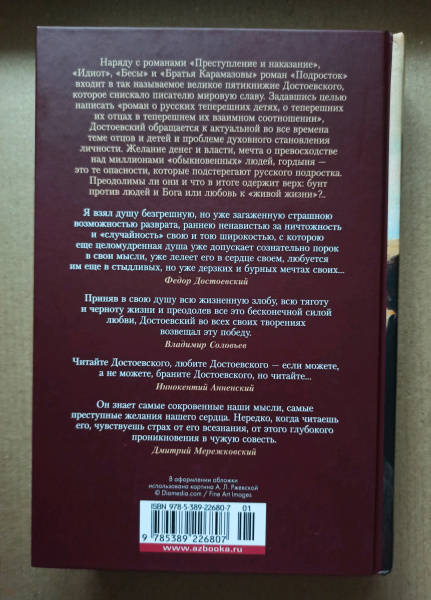 Наряду с романами «Преступление и наказание»,
«Идиот», «Бесы» и «Братья Карамазовы» роман «Подросток»
входит в так называемое великое пятикнижие Достоевского,
которое снискало писателю мировую славу. Задавшись целью
написать «роман о русских теперешних детях, о теперешних
их отцах в теперешнем их взаимном соотношении»,
Достоевский обращается к актуальной во все времена
теме отцов и детей и проблеме духовного становления
личности. Желание денег и власти, мечта о превосходстве
над миллионами «обыкновенных» людей, гордыня —
это те опасности, которые подстерегают русского подростка.
Преодолимы ли они и что в итоге одержит верх: бунт
против людей и Бога или любовь к «живой жизни»?..
Я взял душу безгрешную, но уже загаженную страшною
возможностью разврата, раннею ненавистью за ничтожность
и «случайность» свою и тою широкостью, с которою
еще целомудренная душа уже допускает сознательно порок
в свои мысли, уже лелеет его в сердце своем, любуется
им еще в стыдливых, но уже дерзких и бурных мечтах своих...
Федор Достоевский
Приняв в свою душу всю жизненную злобу, всю тяготу
и черноту жизни и преодолев все это бесконечной силой
любви, Достоевский во всех своих творениях
возвещал эту победу.
Владимир Соловьев
Читайте Достоевского, любите Достоевского — если можете,
а не можете, браните Достоевского, но читайте...
Иннокентий Анненский
Он знает самые сокровенные наши мысли, самые
преступные желания нашего сердца. Нередко, когда читаешь
его, чувствуешь страх от его всезнания, от этого глубокого
проникновения в чужую совесть.
Дмитрий Мережковский
В оформлении обложки
использована картина А. Л. Ржевской
© Diomedia.com / Fine Art Images
ISBN 978-5-389-22680-7
01
9 785389 226807
www.azbooka.ru